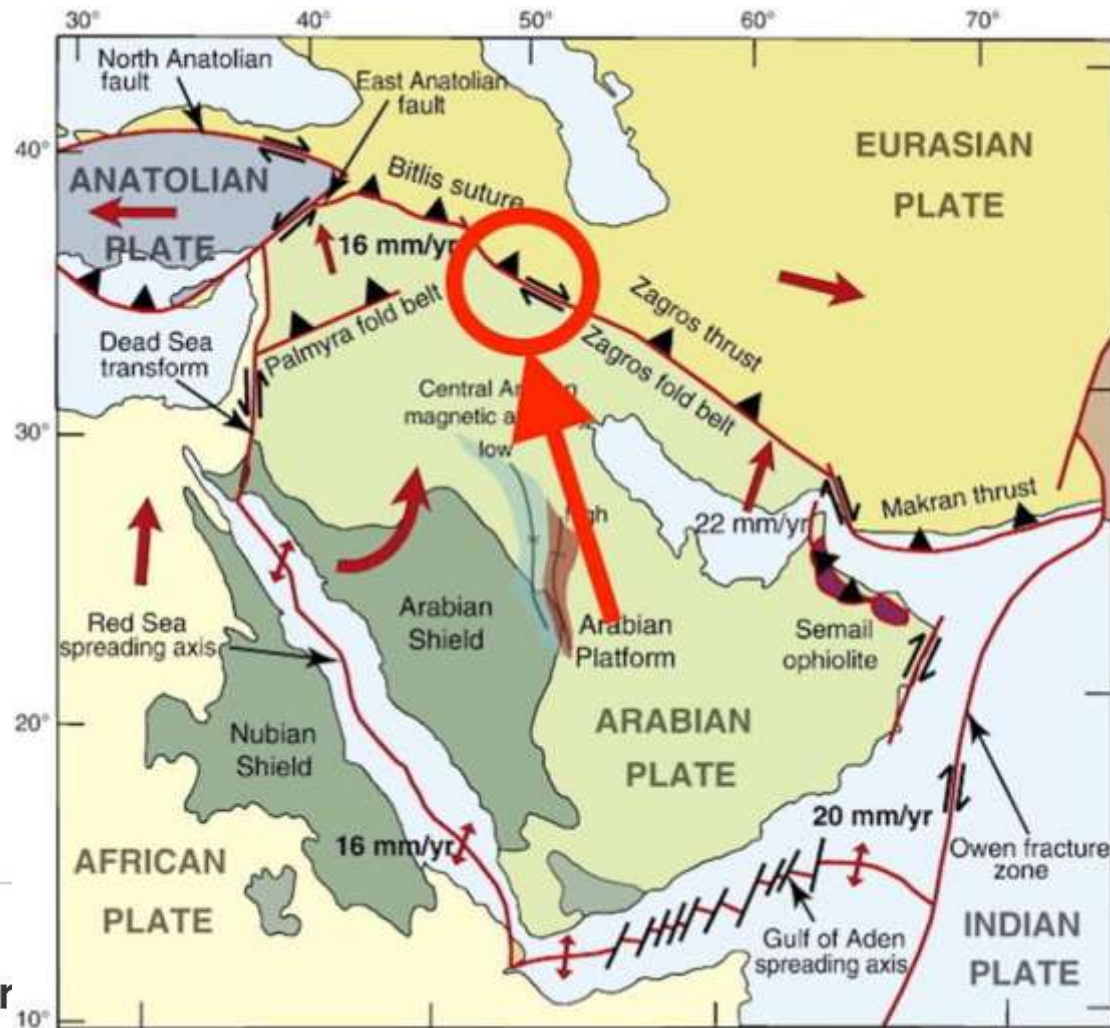 30°
40°
50°
60°
70°
North Anatolian
fault
East Anatolian
fault
40°
ANATOLIAN
PLATE
Bitlis suture
EURASIAN
PLATE
16 mm/yr
Dead Sea
transform
Palmyra fold belt
Zagros thrust
Zagros fold belt
Central
magnetic
low
30°
Makran thrust
22 mm/yr
Red Sea
spreading axis
Arabian
Shield
Arabian
Platform
Semail
ophiolite
20°
Nubian
Shield
ARABIAN
PLATE
16 mm/yr
20 mm/yr
AFRICAN
PLATE
Owen fracture
zone
Gulf of Aden
spreading axis
INDIAN
PLATE
10°